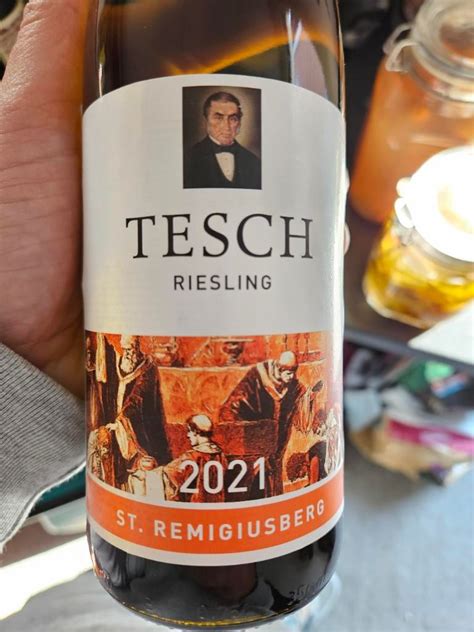 TESCH
RIESLING
2021
ST. REMIGIUSBERG